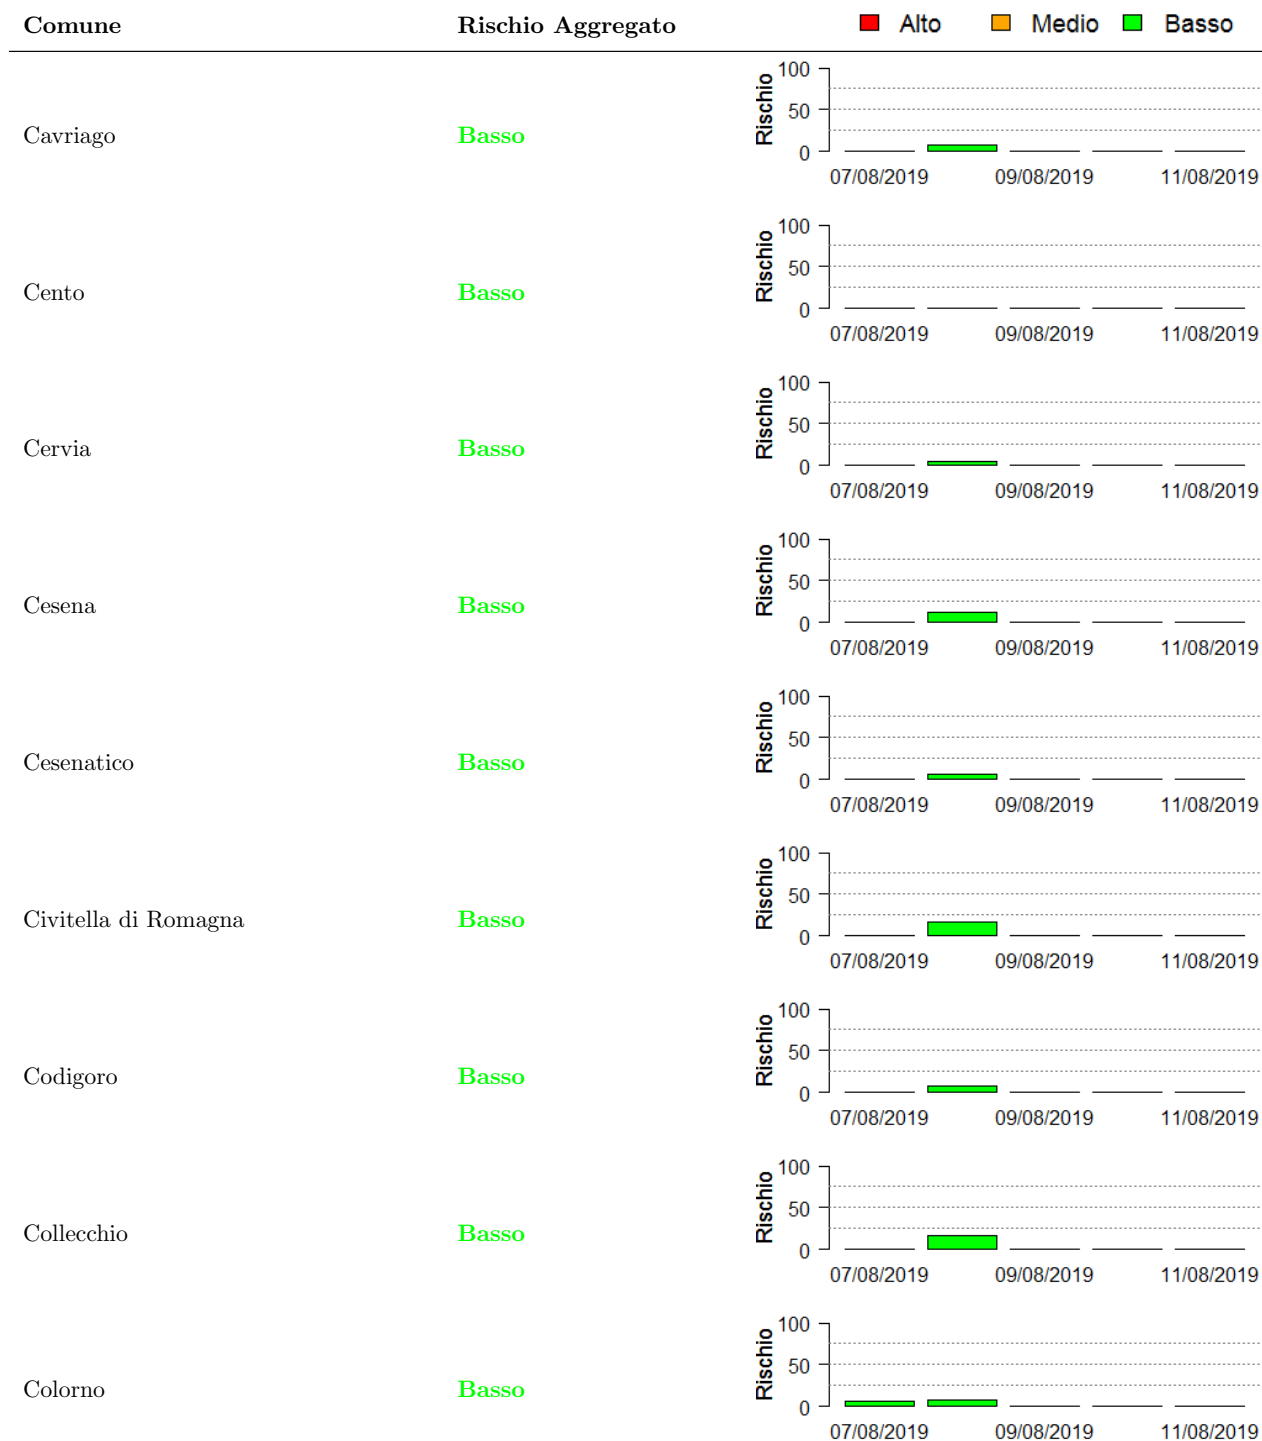 Comune Rischio Aggregato Alto Medio Basso
Cavriago Basso Rischio 100 50 0
07/08/2019 09/08/2019 11/08/2019
Cento Basso Rischio 100 50 0
07/08/2019 09/08/2019 11/08/2019
Cervia Basso Rischio 100 50 0
07/08/2019 09/08/2019 11/08/2019
Cesena Basso Rischio 100 50 0
07/08/2019 09/08/2019 11/08/2019
Cesenatico Basso Rischio 100 50 0
07/08/2019 09/08/2019 11/08/2019
Civitella di Romagna Basso Rischio 100 50 0
07/08/2019 09/08/2019 11/08/2019
Codigoro Basso Rischio 100 50 0
07/08/2019 09/08/2019 11/08/2019
Collecchio Basso Rischio 100 50 0
07/08/2019 09/08/2019 11/08/2019
Colorno Basso Rischio 100 50 0
07/08/2019 09/08/2019 11/08/2019